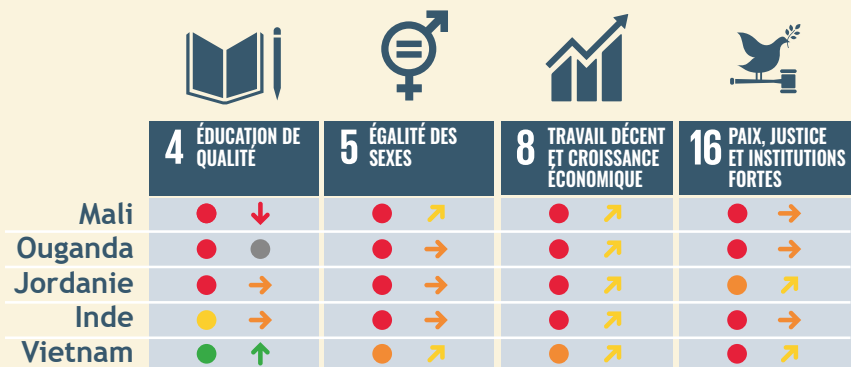 4 ÉDUCATION DE
QUALITÉ
5 ÉGALITÉ DES
SEXES
8 TRAVAIL DÉCENT
ET CROISSANCE
ÉCONOMIQUE
16 PAIX, JUSTICE
ET INSTITUTIONS
FORTES
Mali
Ouganda
Jordanie
Inde
Vietnam